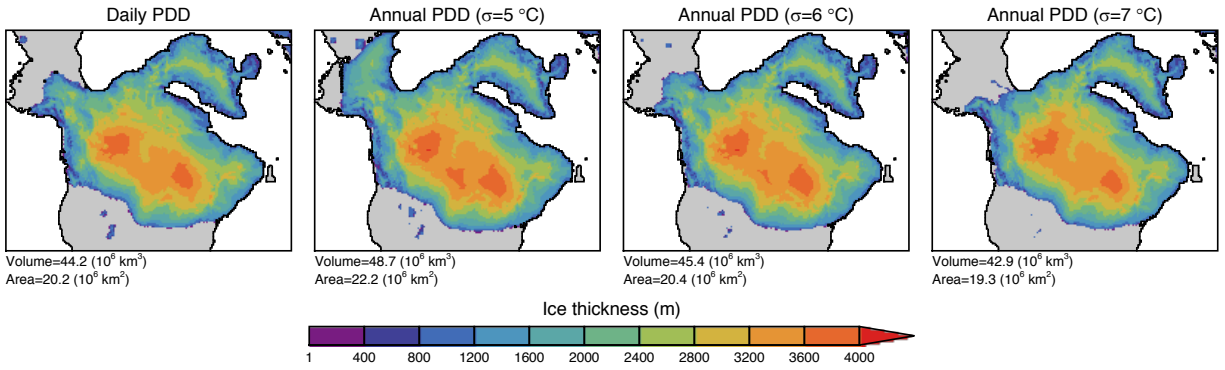 Daily PDD
Annual PDD (σ=5 °C)
Annual PDD (σ=6 °C)
Annual PDD (σ=7 °C)
Volume=44.2 (10⁶ km³)
Area=20.2 (10⁶ km²)
Volume=48.7 (10⁶ km³)
Area=22.2 (10⁶ km²)
Volume=45.4 (10⁶ km³)
Area=20.4 (10⁶ km²)
Volume=42.9 (10⁶ km³)
Area=19.3 (10⁶ km²)
Ice thickness (m)
1 400 800 1200 1600 2000 2400 2800 3200 3600 4000